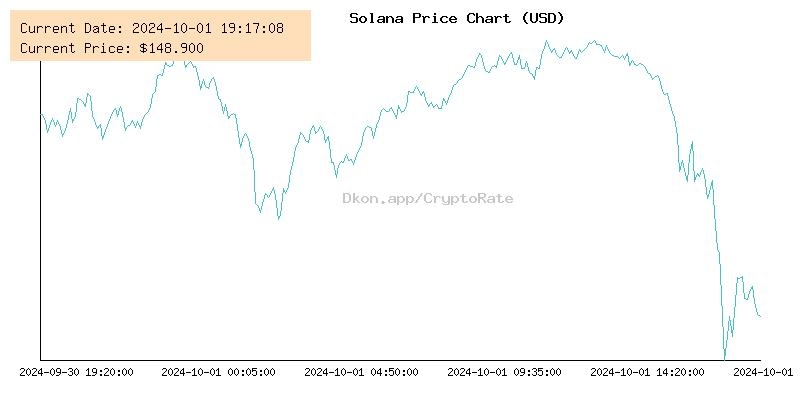 Solana Price Chart (USD)
Current Date: 2024-10-01 19:17:08
Current Price: $148.900
Dkon.app/CryptoRate
2024-09-30 19:20:00 2024-10-01 00:05:00 2024-10-01 04:50:00 2024-10-01 09:35:00 2024-10-01 14:20:00 2024-10-01